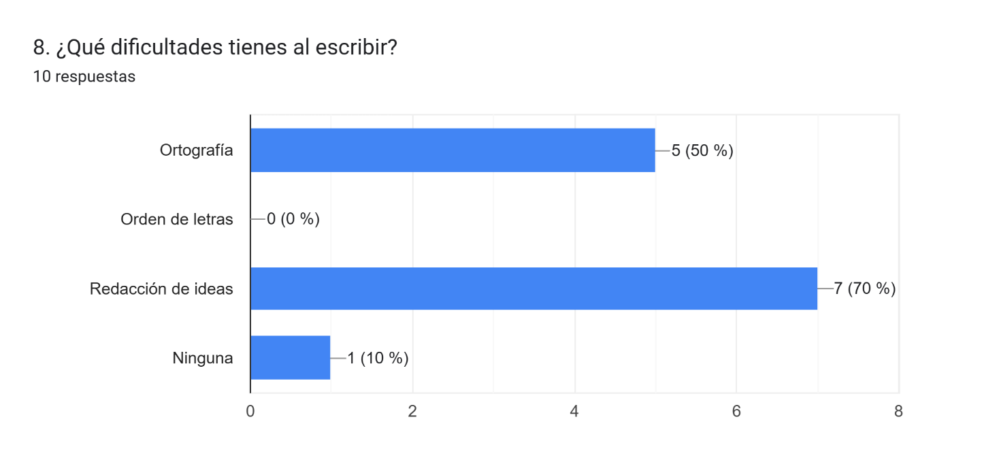 8. ¿Qué dificultades tienes al escribir?
10 respuestas
Ortografía
5 (50 %)
Orden de letras
0 (0 %)
Redacción de ideas
7 (70 %)
Ninguna
1 (10 %)
0 2 4 6 8